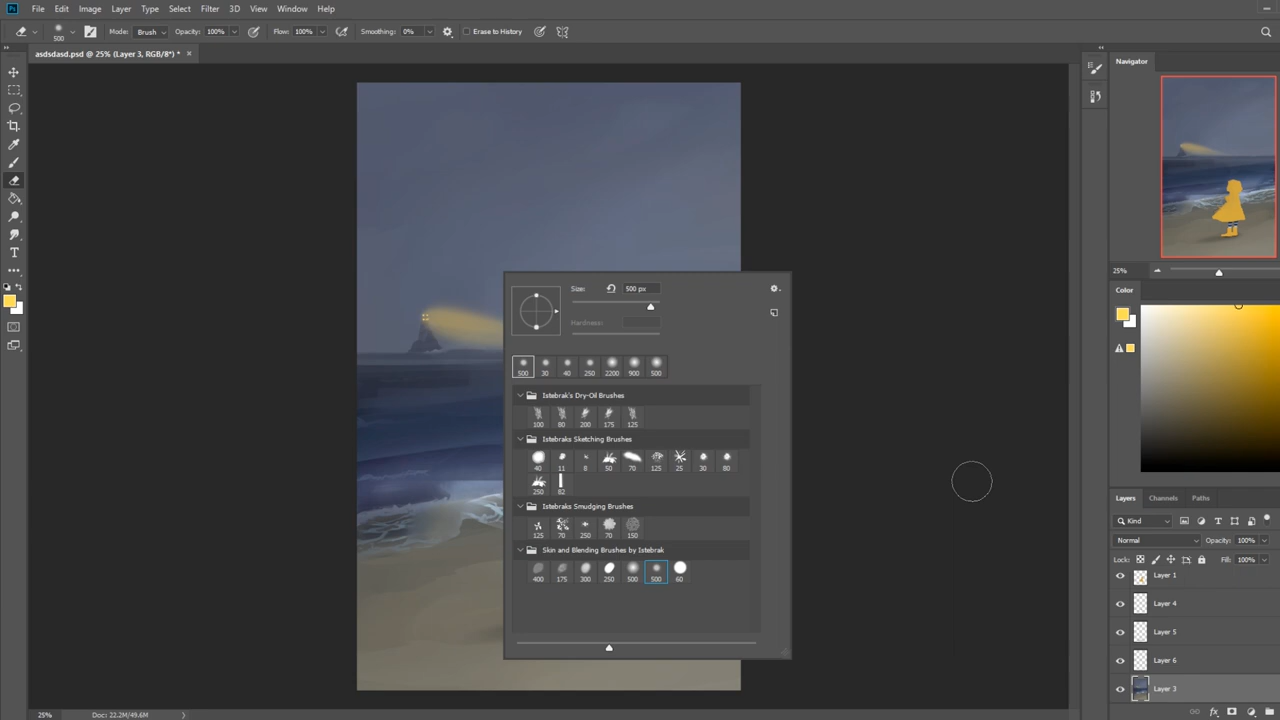 Ps File Edit Image Layer Type Select Filter 3D View Window Help
500 Mode: Brush Opacity: 100% Flow: 100% Smoothing: 0% Erase to History
asdsdasd.psd @ 25% (Layer 3, RGB/8*) * ×
Navigator
25%
Color
Size: 500 px
Hardness:
500 30 40 250 2200 900 500
Istebrak's Dry-Oil Brushes
100 80 200 175 125
Istebraks Sketching Brushes
40 11 8 50 70 125 25 30 80
250 82
Istebraks Smudging Brushes
125 70 250 70 150
Skin and Blending Brushes by Istebrak
400 175 300 250 500 500 60
Layers Channels Paths
Kind
Normal Opacity: 100%
Lock: Fill: 100%
Layer 1
Layer 4
Layer 5
Layer 6
Layer 3
25% Doc: 22.2M/49.6M